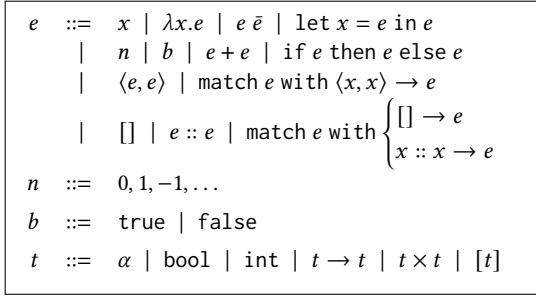 e ::= x | λx.e | e ē | let x = e in e
| n | b | e + e | if e then e else e
| ⟨e, e⟩ | match e with ⟨x, x⟩ → e
| [] | e :: e | match e with { [] → e
x :: x → e
n ::= 0, 1, −1, . . .
b ::= true | false
t ::= α | bool | int | t → t | t × t | [t]